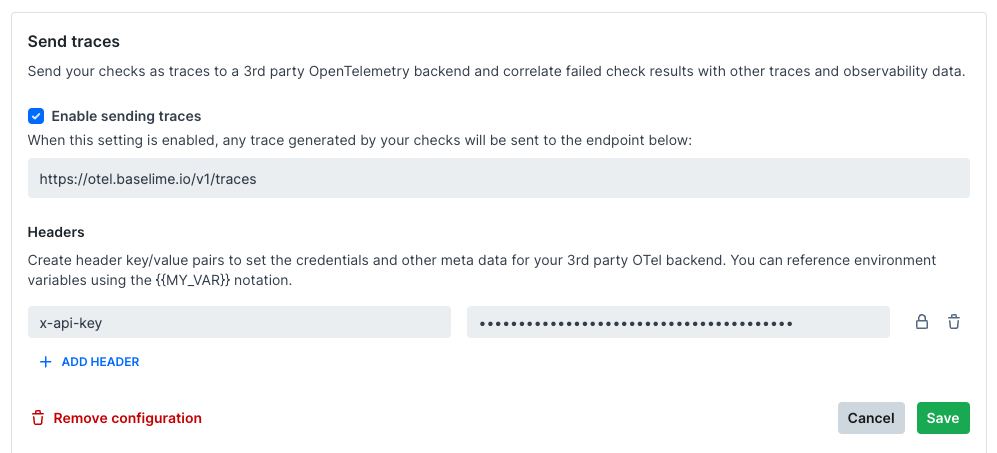 Send traces
Send your checks as traces to a 3rd party OpenTelemetry backend and correlate failed check results with other traces and observability data.
Enable sending traces
When this setting is enabled, any trace generated by your checks will be sent to the endpoint below:
https://otel.baselime.io/v1/traces
Headers
Create header key/value pairs to set the credentials and other meta data for your 3rd party OTel backend. You can reference environment
variables using the {{MY_VAR}} notation.
x-api-key ••••••••••••••••••••••••••••••••••••••••
+ ADD HEADER
Remove configuration
Cancel
Save